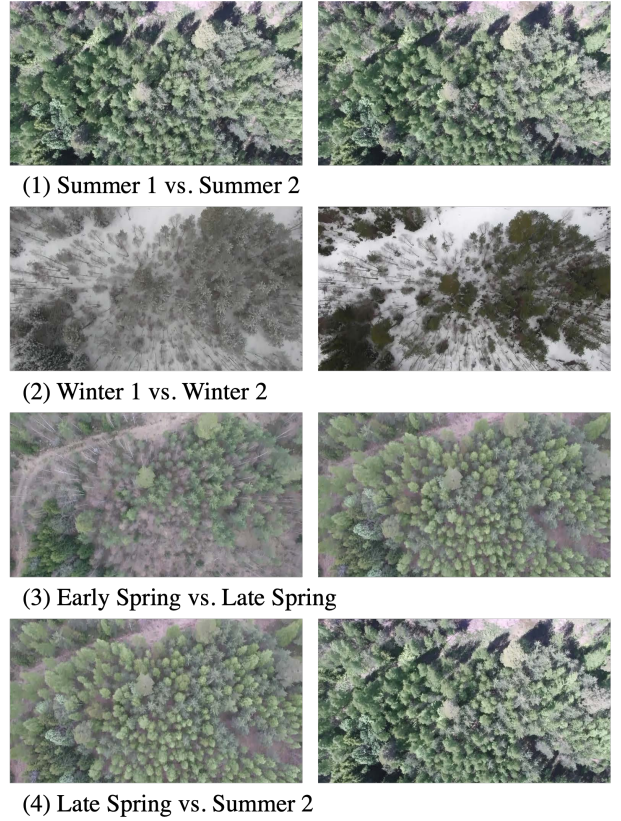 (1) Summer 1 vs. Summer 2
(2) Winter 1 vs. Winter 2
(3) Early Spring vs. Late Spring
(4) Late Spring vs. Summer 2